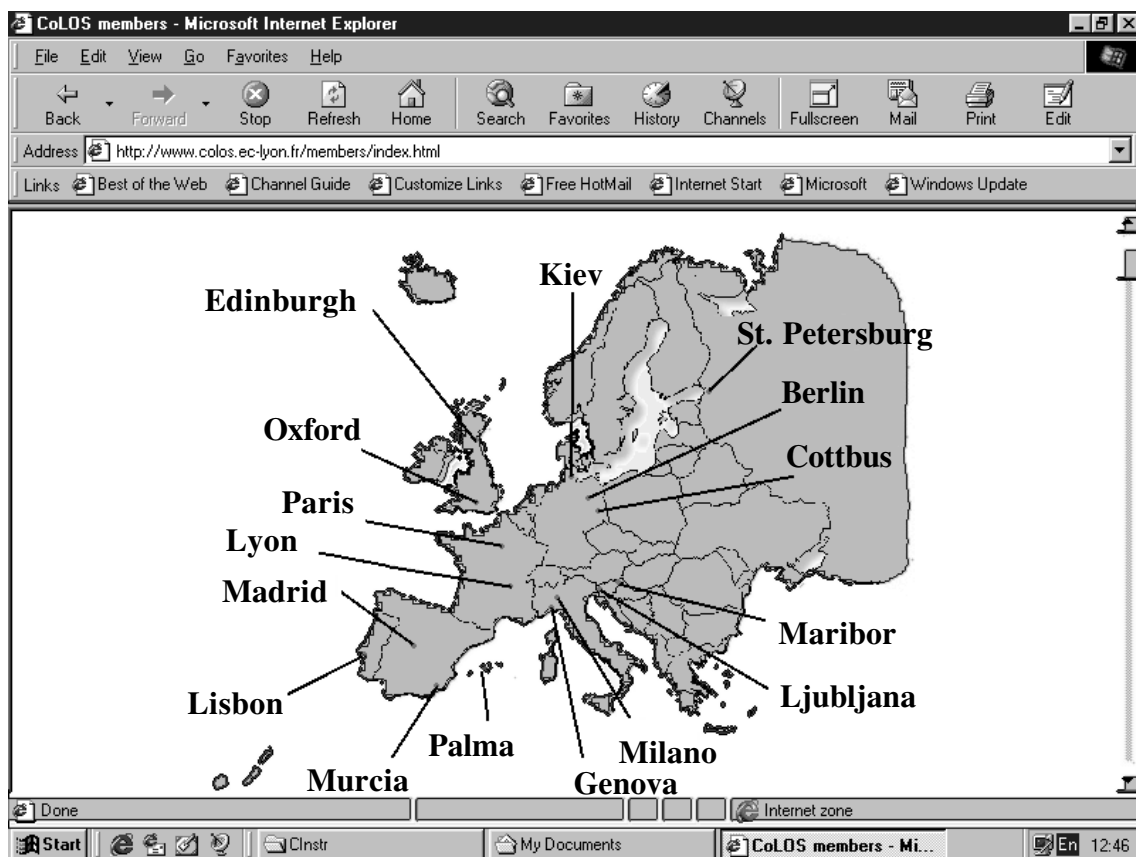 CoLOS members - Microsoft Internet Explorer
File Edit View Go Favorites Help
Back Forward Stop Refresh Home Search Favorites History Channels Fullscreen Mail Print Edit
Address http://www.colos.ec-lyon.fr/members/index.html
Links Best of the Web Channel Guide Customize Links Free HotMail Internet Start Microsoft Windows Update
Kiev
Edinburgh
St. Petersburg
Berlin
Oxford
Cottbus
Paris
Lyon
Madrid
Maribor
Lisbon
Ljubljana
Palma
Milano
Murcia
Genova
Done Internet zone
Start CInstr My Documents CoLOS members - Mi... En 12:46